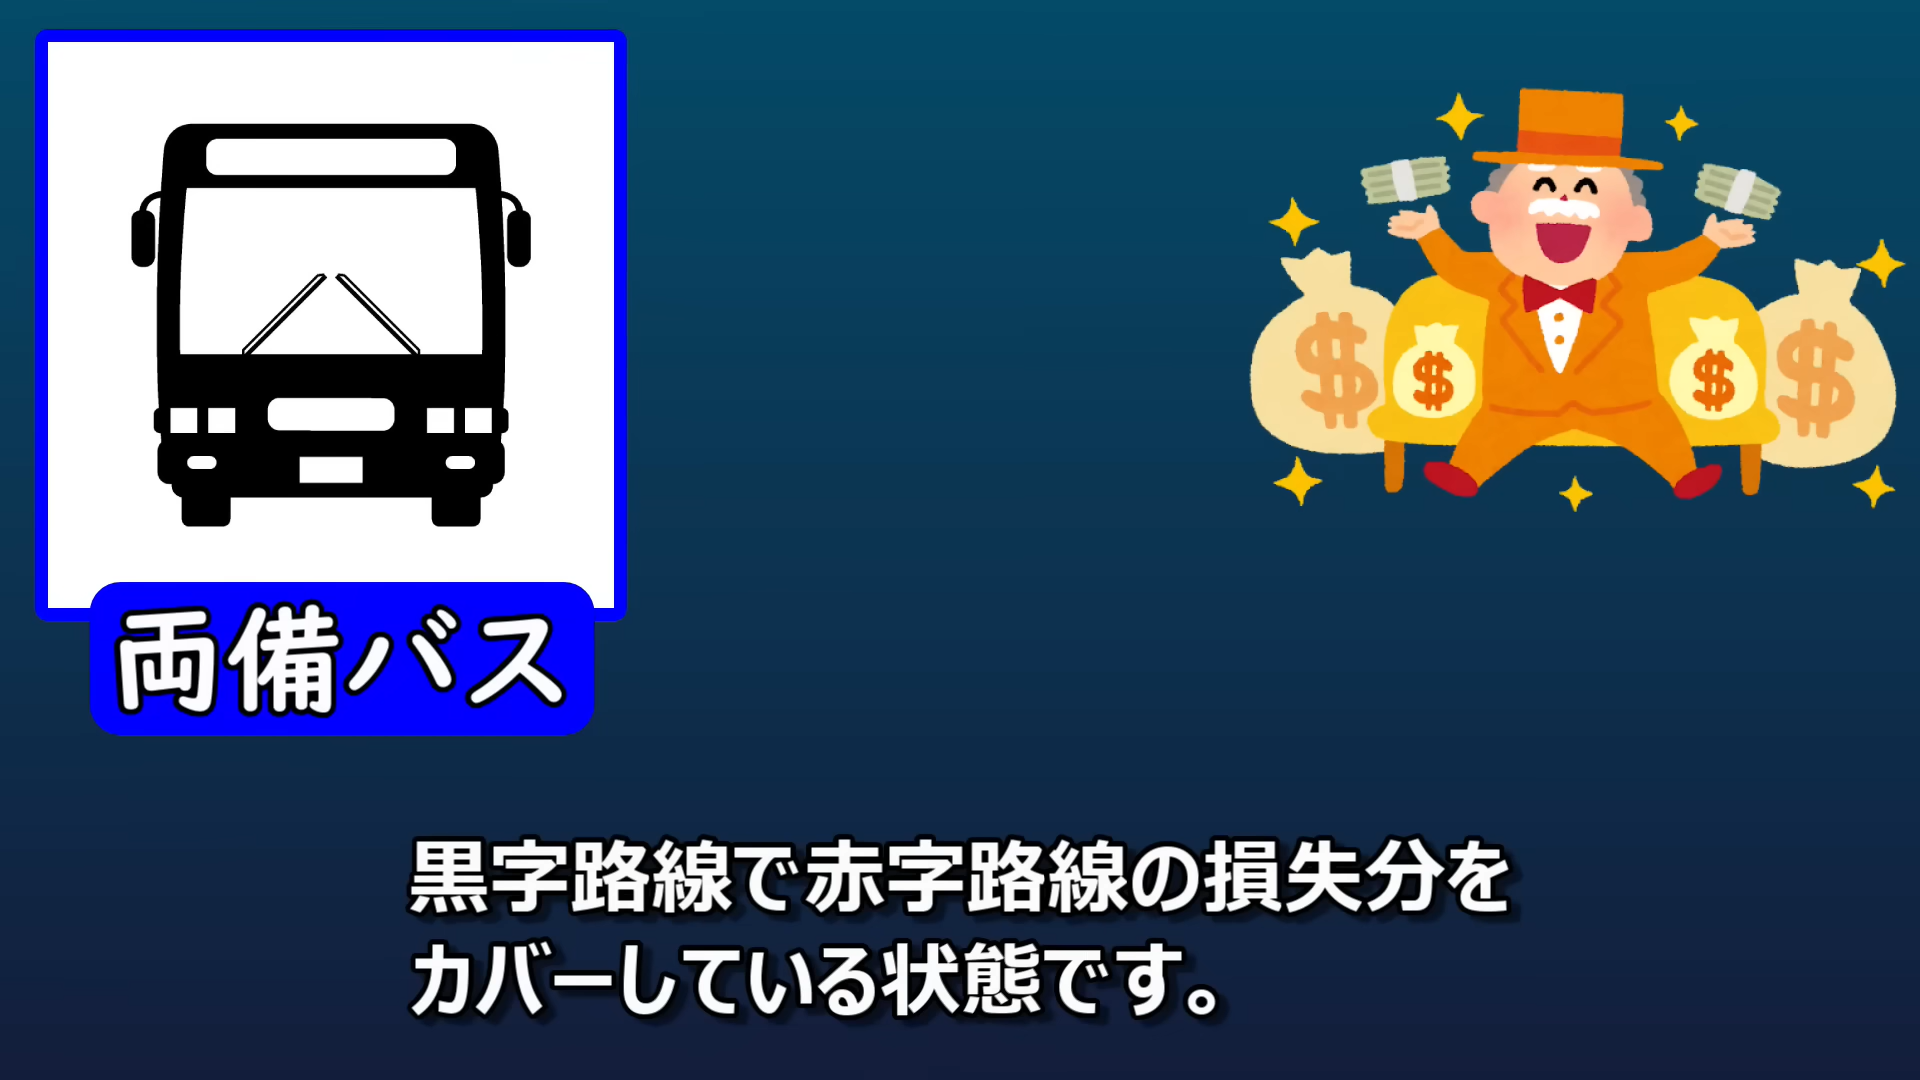 両備バス
$ $ $ $
黒字路線で赤字路線の損失分を
カバーしている状態です。